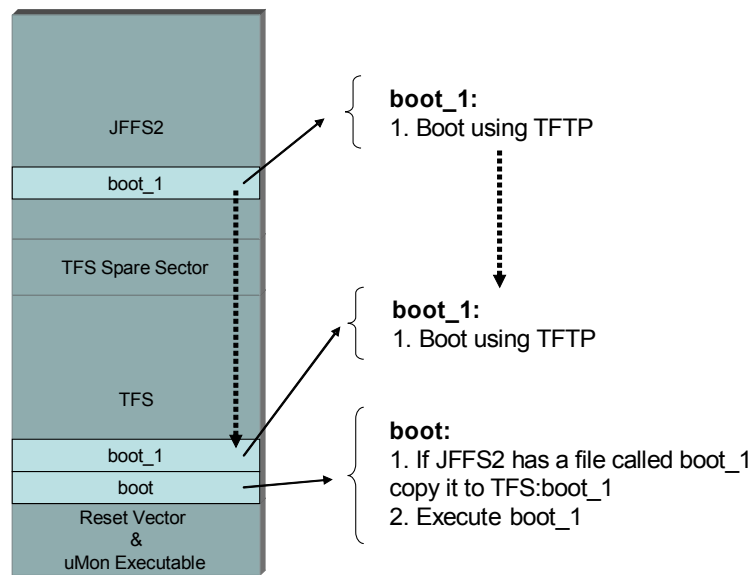 JFFS2
boot_1
TFS Spare Sector
TFS
boot_1
boot
Reset Vector
&
uMon Executable
boot_1:
1. Boot using TFTP
boot_1:
1. Boot using TFTP
boot:
1. If JFFS2 has a file called boot_1
copy it to TFS:boot_1
2. Execute boot_1